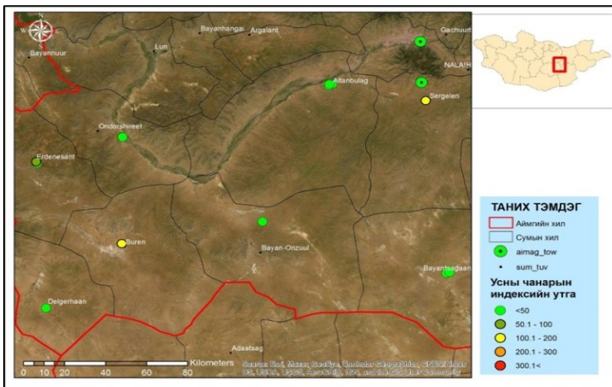 Bayanhangai
Gachuurt
Lun
Argalant
Bayannuur
NALAIH
Altanbulag
Sergelen
Ondorshireet
Erdenesant
Buren
Bayan-Onzuul
Bayantsagaan
Delgerhaan
Adaatsag
0 5 10 20 40 60 80
Kilometers
ТАНИХ ТЭМДЭГ
Аймгийн хил
Сумын хил
aimag_tow
sum_tuv
Усны чанарын
индексийн утга
<50
50.1 - 100
100.1 - 200
200.1 - 300
300.1<